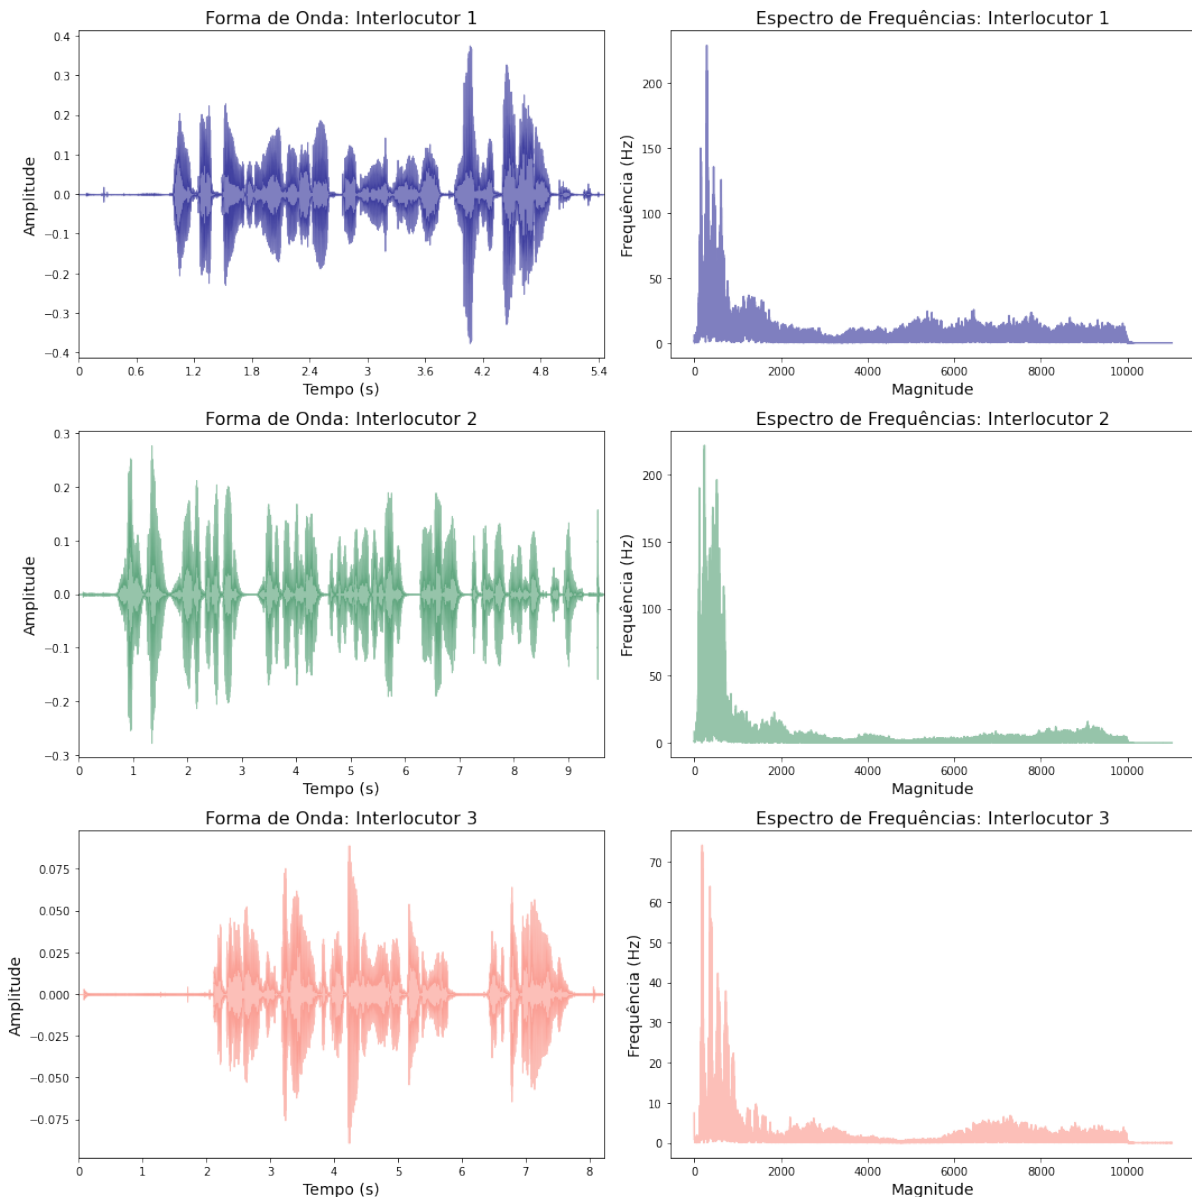 Forma de Onda: Interlocutor 1
Amplitude
0.4
0.3
0.2
0.1
0.0
−0.1
−0.2
−0.3
−0.4
0 0.6 1.2 1.8 2.4 3 3.6 4.2 4.8 5.4
Tempo (s)
Espectro de Frequências: Interlocutor 1
Frequência (Hz)
200
150
100
50
0
0 2000 4000 6000 8000 10000
Magnitude
Forma de Onda: Interlocutor 2
Amplitude
0.3
0.2
0.1
0.0
−0.1
−0.2
−0.3
0 1 2 3 4 5 6 7 8 9
Tempo (s)
Espectro de Frequências: Interlocutor 2
Frequência (Hz)
200
150
100
50
0
0 2000 4000 6000 8000 10000
Magnitude
Forma de Onda: Interlocutor 3
Amplitude
0.075
0.050
0.025
0.000
−0.025
−0.050
−0.075
0 1 2 3 4 5 6 7 8
Tempo (s)
Espectro de Frequências: Interlocutor 3
Frequência (Hz)
70
60
50
40
30
20
10
0
0 2000 4000 6000 8000 10000
Magnitude